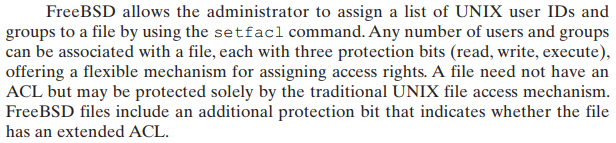 FreeBSD allows the administrator to assign a list of UNIX user IDs and
groups to a file by using the setfacl command. Any number of users and groups
can be associated with a file, each with three protection bits (read, write, execute),
offering a flexible mechanism for assigning access rights. A file need not have an
ACL but may be protected solely by the traditional UNIX file access mechanism.
FreeBSD files include an additional protection bit that indicates whether the file
has an extended ACL.